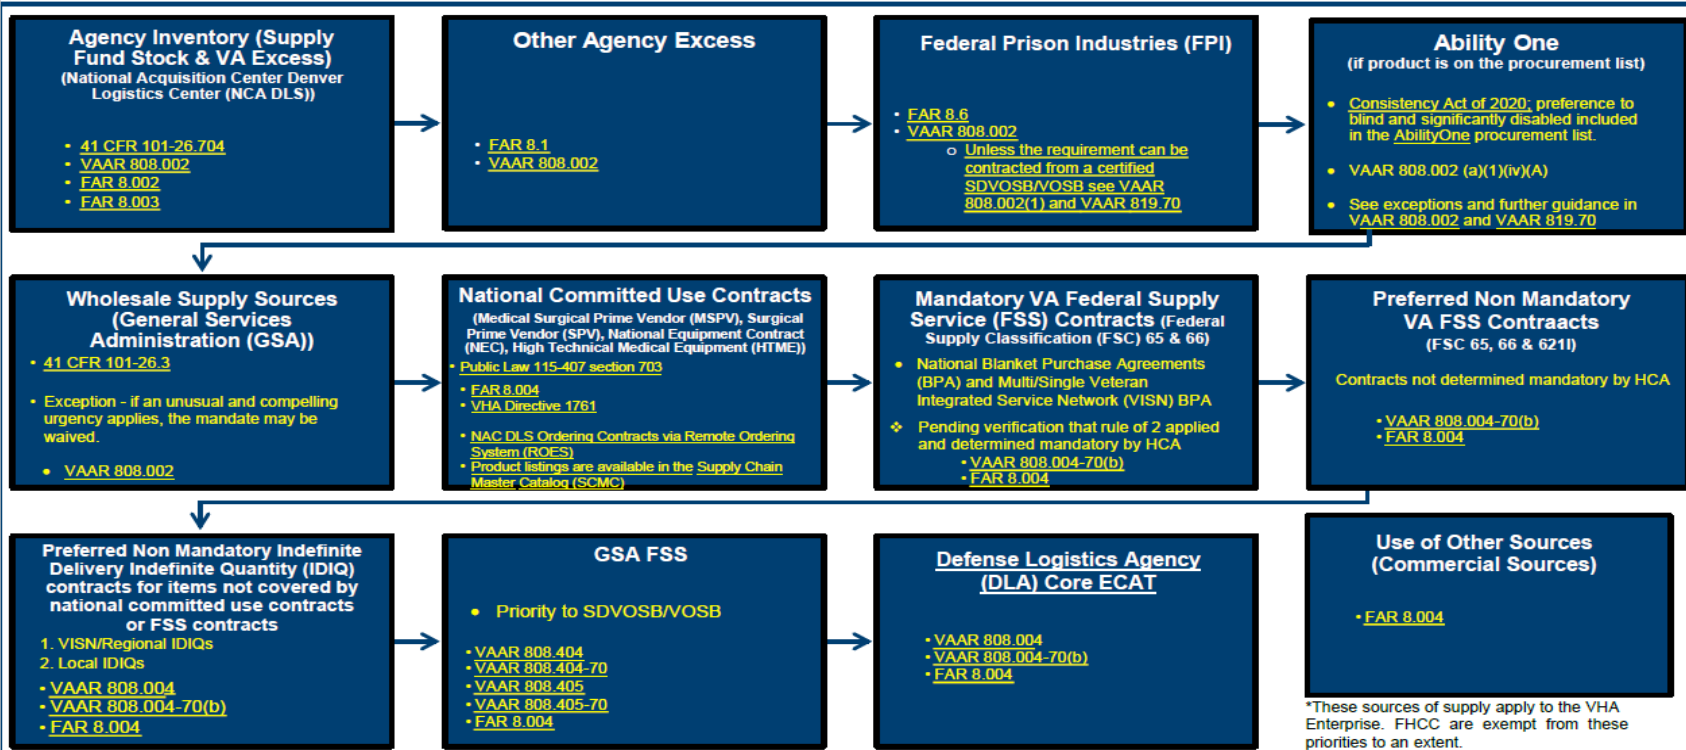 Agency Inventory (Supply
Fund Stock & VA Excess)
(National Acquisition Center Denver
Logistics Center (NCA DLS))
• 41 CFR 101-26.704
• VAAR 808.002
• FAR 8.002
• FAR 8.003
Other Agency Excess
• FAR 8.1
• VAAR 808.002
Federal Prison Industries (FPI)
• FAR 8.6
• VAAR 808.002
o Unless the requirement can be
contracted from a certified
SDVOSB/VOSB see VAAR
808.002(1) and VAAR 819.70
Ability One
(if product is on the procurement list)
• Consistency Act of 2020; preference to
blind and significantly disabled included
in the AbilityOne procurement list.
• VAAR 808.002 (a)(1)(iv)(A)
• See exceptions and further guidance in
VAAR 808.002 and VAAR 819.70
Wholesale Supply Sources
(General Services
Administration (GSA))
• 41 CFR 101-26.3
• Exception - if an unusual and compelling
urgency applies, the mandate may be
waived.
• VAAR 808.002
National Committed Use Contracts
(Medical Surgical Prime Vendor (MSPV), Surgical
Prime Vendor (SPV), National Equipment Contract
(NEC), High Technical Medical Equipment (HTME))
• Public Law 115-407 section 703
• FAR 8.004
• VHA Directive 1761
• NAC DLS Ordering Contracts via Remote Ordering
System (ROES)
• Product listings are available in the Supply Chain
Master Catalog (SCMC)
Mandatory VA Federal Supply
Service (FSS) Contracts (Federal
Supply Classification (FSC) 65 & 66)
• National Blanket Purchase Agreements
(BPA) and Multi/Single Veteran
Integrated Service Network (VISN) BPA
❖ Pending verification that rule of 2 applied
and determined mandatory by HCA
• VAAR 808.004-70(b)
• FAR 8.004
Preferred Non Mandatory
VA FSS Contraacts
(FSC 65, 66 & 621I)
Contracts not determined mandatory by HCA
• VAAR 808.004-70(b)
• FAR 8.004
Preferred Non Mandatory Indefinite
Delivery Indefinite Quantity (IDIQ)
contracts for items not covered by
national committed use contracts
or FSS contracts
1. VISN/Regional IDIQs
2. Local IDIQs
• VAAR 808.004
• VAAR 808.004-70(b)
• FAR 8.004
GSA FSS
• Priority to SDVOSB/VOSB
• VAAR 808.404
• VAAR 808.404-70
• VAAR 808.405
• VAAR 808.405-70
• FAR 8.004
Defense Logistics Agency
(DLA) Core ECAT
• VAAR 808.004
• VAAR 808.004-70(b)
• FAR 8.004
Use of Other Sources
(Commercial Sources)
• FAR 8.004
*These sources of supply apply to the VHA
Enterprise. FHCC are exempt from these
priorities to an extent.